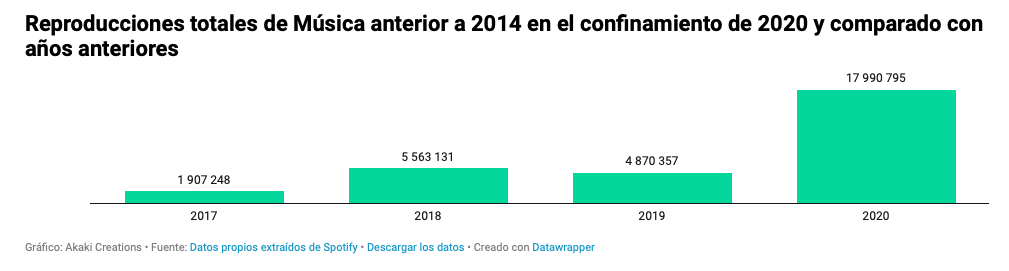 Reproducciones totales de Música anterior a 2014 en el confinamiento de 2020 y comparado con
años anteriores
17 990 795
5 563 131
4 870 357
1 907 248
2017
2018
2019
2020
Gráfico: Akaki Creations • Fuente: Datos propios extraídos de Spotify • Descargar los datos • Creado con Datawrapper